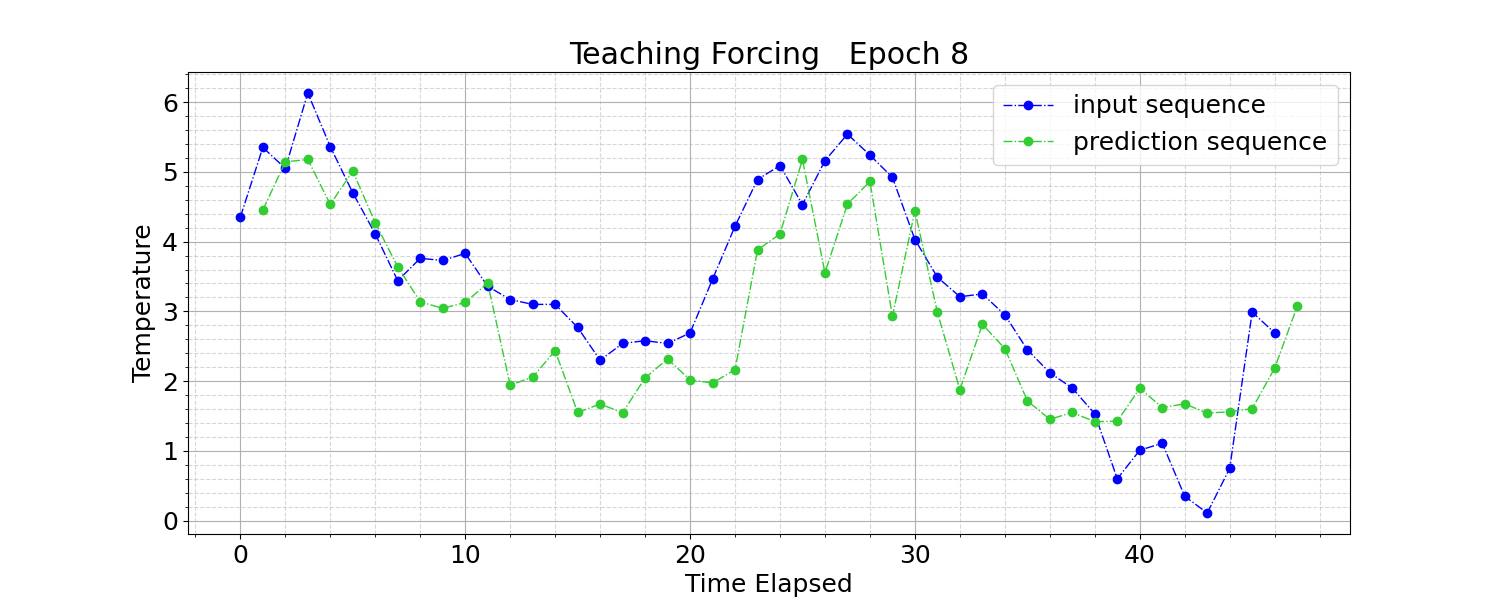 Teaching Forcing   Epoch 8
input sequence
prediction sequence
Temperature
6
5
4
3
2
1
0
0 10 20 30 40
Time Elapsed